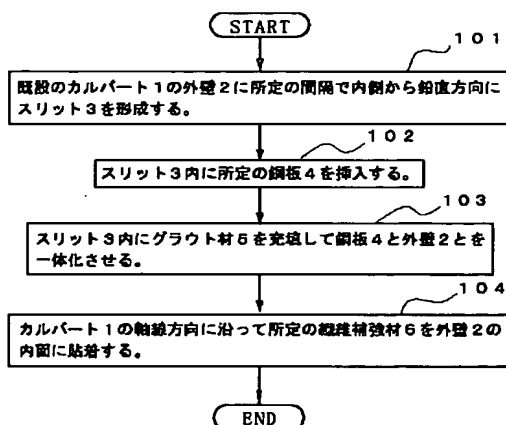 START
101
既設のカルバート1の外壁2に所定の間隔で内側から鉛直方向に
スリット3を形成する。
102
スリット3内に所定の鋼板4を挿入する。
103
スリット3内にグラウト材5を充填して鋼板4と外壁2とを
一体化させる。
104
カルバート1の軸線方向に沿って所定の繊維補強材6を外壁2の
内面に貼着する。
END